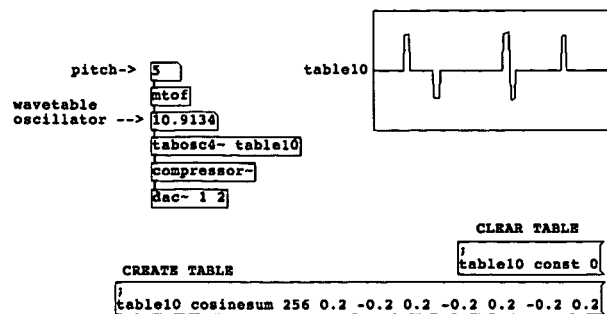 pitch-> 5
table10
mtof
wavetable
oscillator --> 10.9134
tabosc4~ table10
compressor~
dac~ 1 2
CLEAR TABLE
;
table10 const 0
CREATE TABLE
;
table10 cosinesum 256 0.2 -0.2 0.2 -0.2 0.2 -0.2 0.2